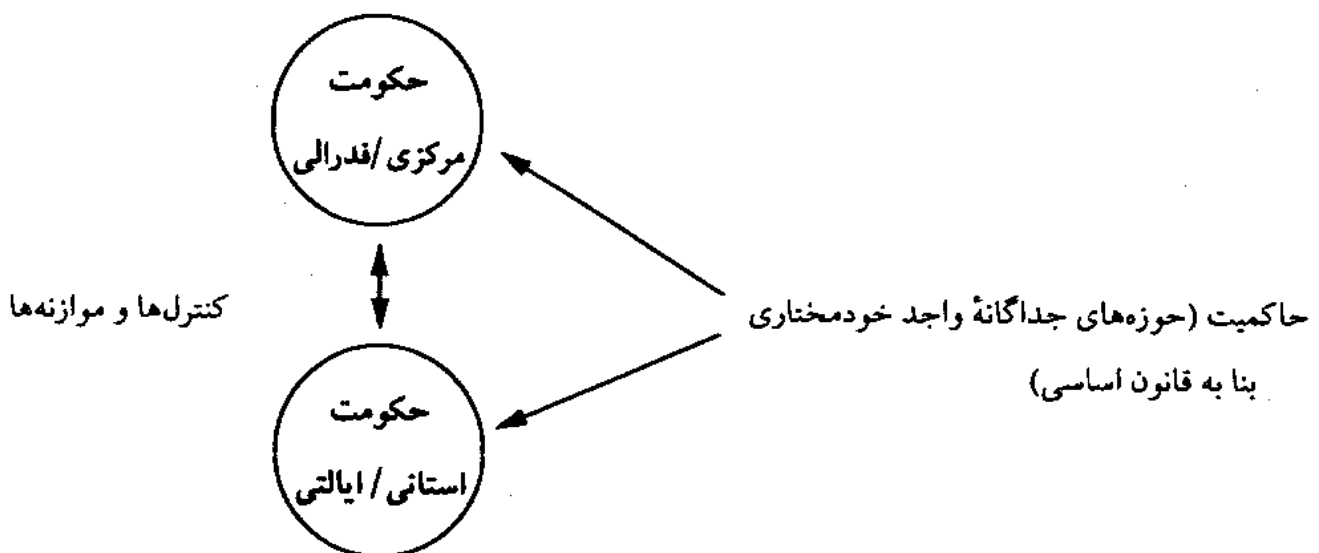 حکومت
مرکزی/فدرالی
کنترل‌ها و موازنه‌ها
حاکمیت (حوزه‌های جداگانهٔ واجد خودمختاری
بنا به قانون اساسی)
حکومت
استانی/ایالتی